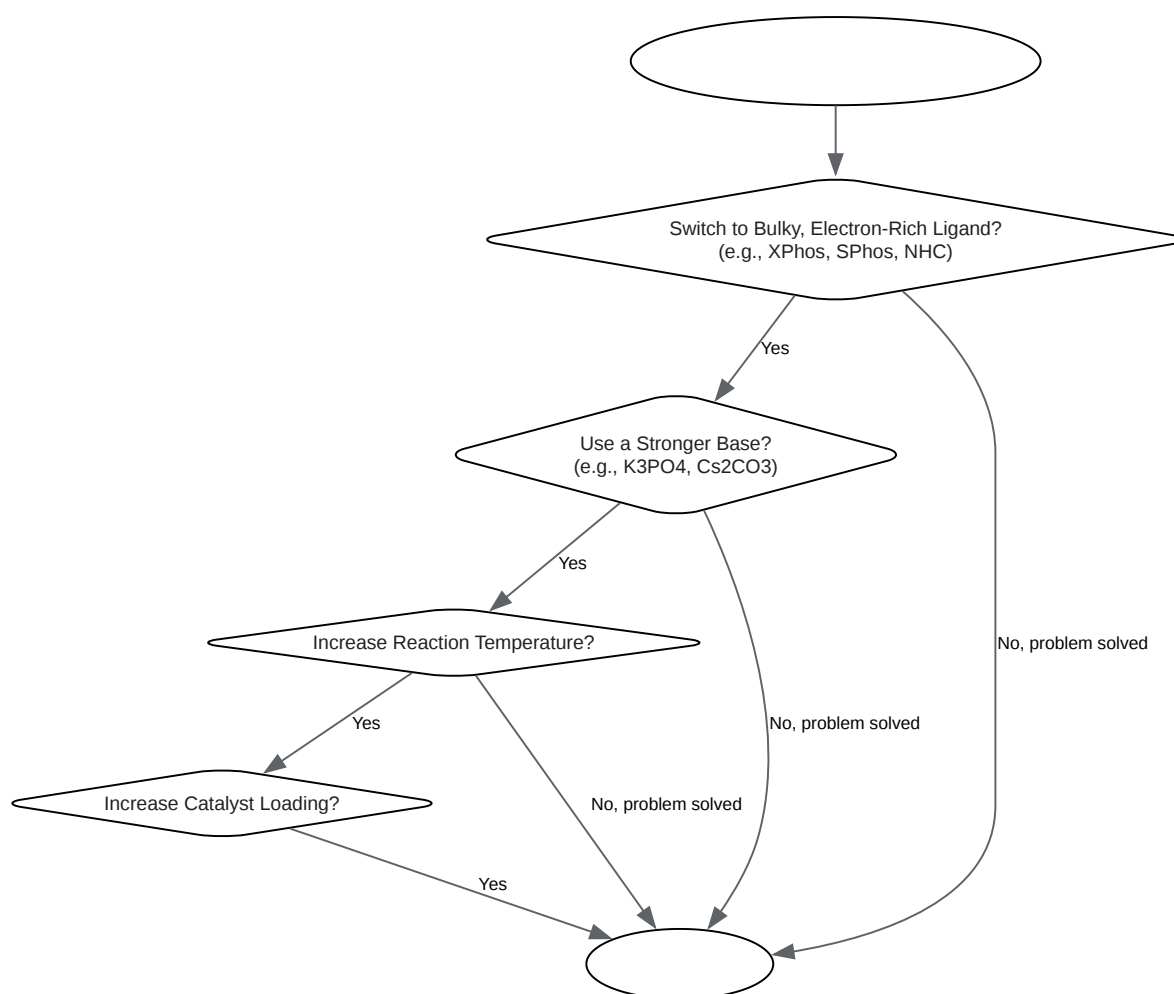 Switch to Bulky, Electron-Rich Ligand?
(e.g., XPhos, SPhos, NHC)
Yes
Use a Stronger Base?
(e.g., K3PO4, Cs2CO3)
Yes
Increase Reaction Temperature?
No, problem solved
Yes
No, problem solved
Increase Catalyst Loading?
No, problem solved
Yes